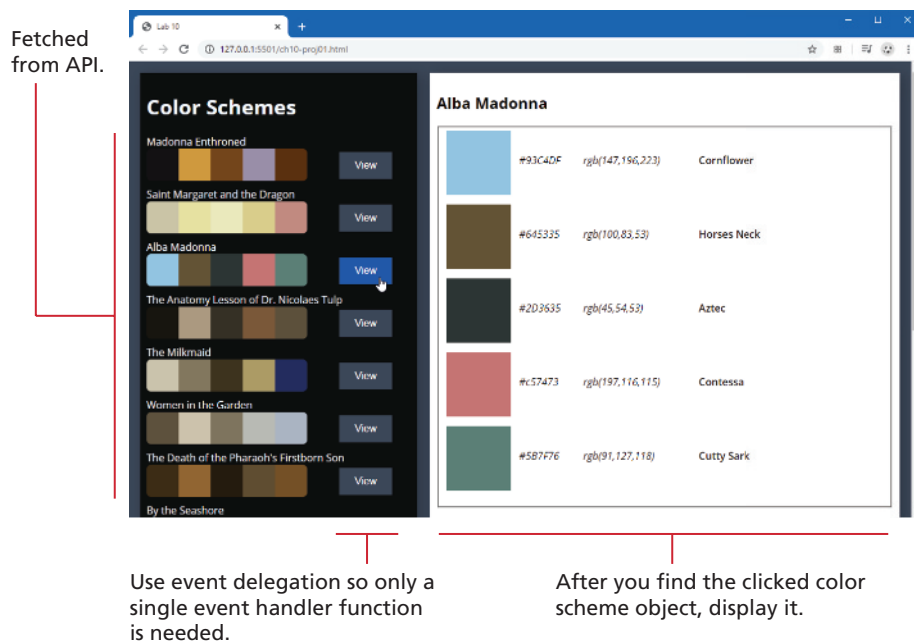 Fetched
from API.
Lab 10
127.0.0.1:5501/ch10-proj01.html
Color Schemes
Madonna Enthroned
View
Saint Margaret and the Dragon
View
Alba Madonna
View
The Anatomy Lesson of Dr. Nicolaes Tulp
View
The Milkmaid
View
Women in the Garden
View
The Death of the Pharaoh's Firstborn Son
View
By the Seashore
Alba Madonna
#93C4DF rgb(147,196,223) Cornflower
#645335 rgb(100,83,53) Horses Neck
#2D3635 rgb(45,54,53) Aztec
#c57473 rgb(197,116,115) Contessa
#5B7F76 rgb(91,127,118) Cutty Sark
Use event delegation so only a
single event handler function
is needed.
After you find the clicked color
scheme object, display it.